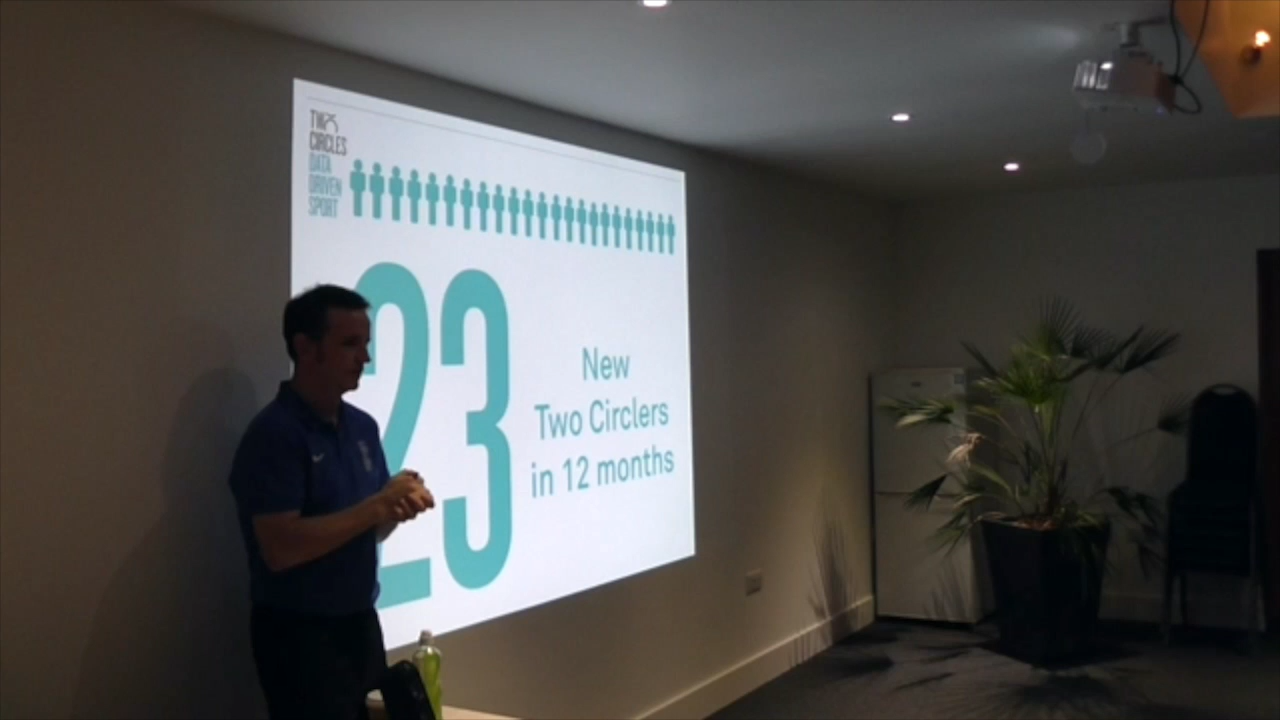 TWO
CIRCLES
DATA
DRIVEN
SPORT
23
New
Two Circlers
in 12 months